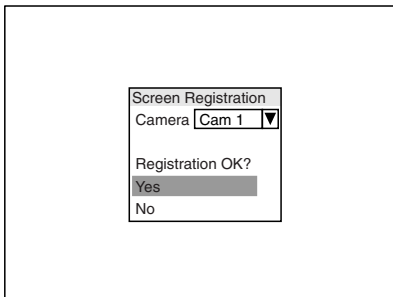 Screen Registration
Camera Cam 1
Registration OK?
Yes
No